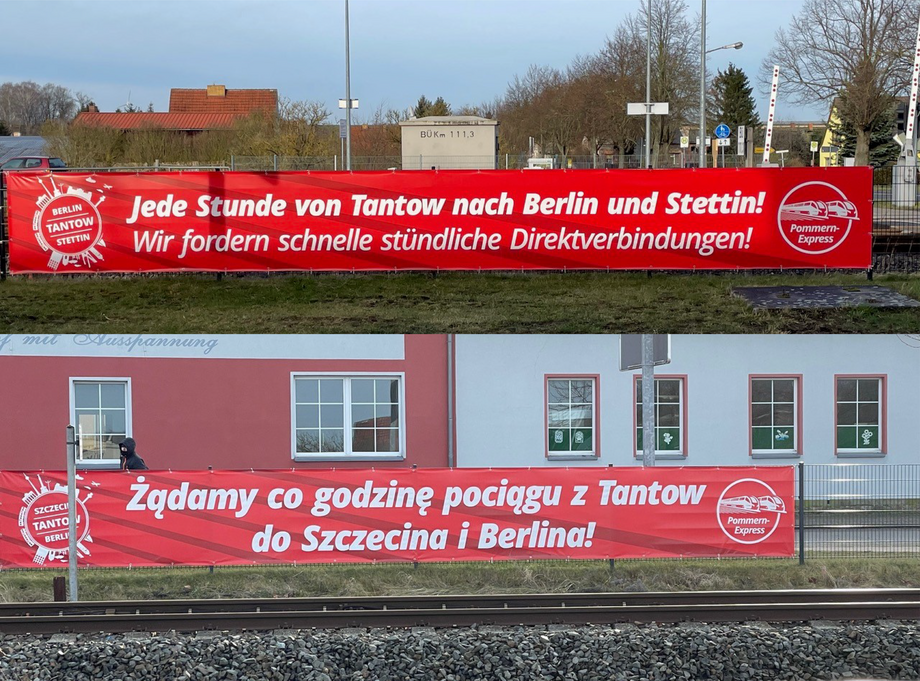 BÜKm 111,3
BERLIN
TANTOW
STETTIN
Jede Stunde von Tantow nach Berlin und Stettin!
Wir fordern schnelle stündliche Direktverbindungen!
Pommern-
Express
mit Ausspannung
SZCZECIN
TANTOW
BERLIN
Żądamy co godzinę pociągu z Tantow
do Szczecina i Berlina!
Pommern-
Express